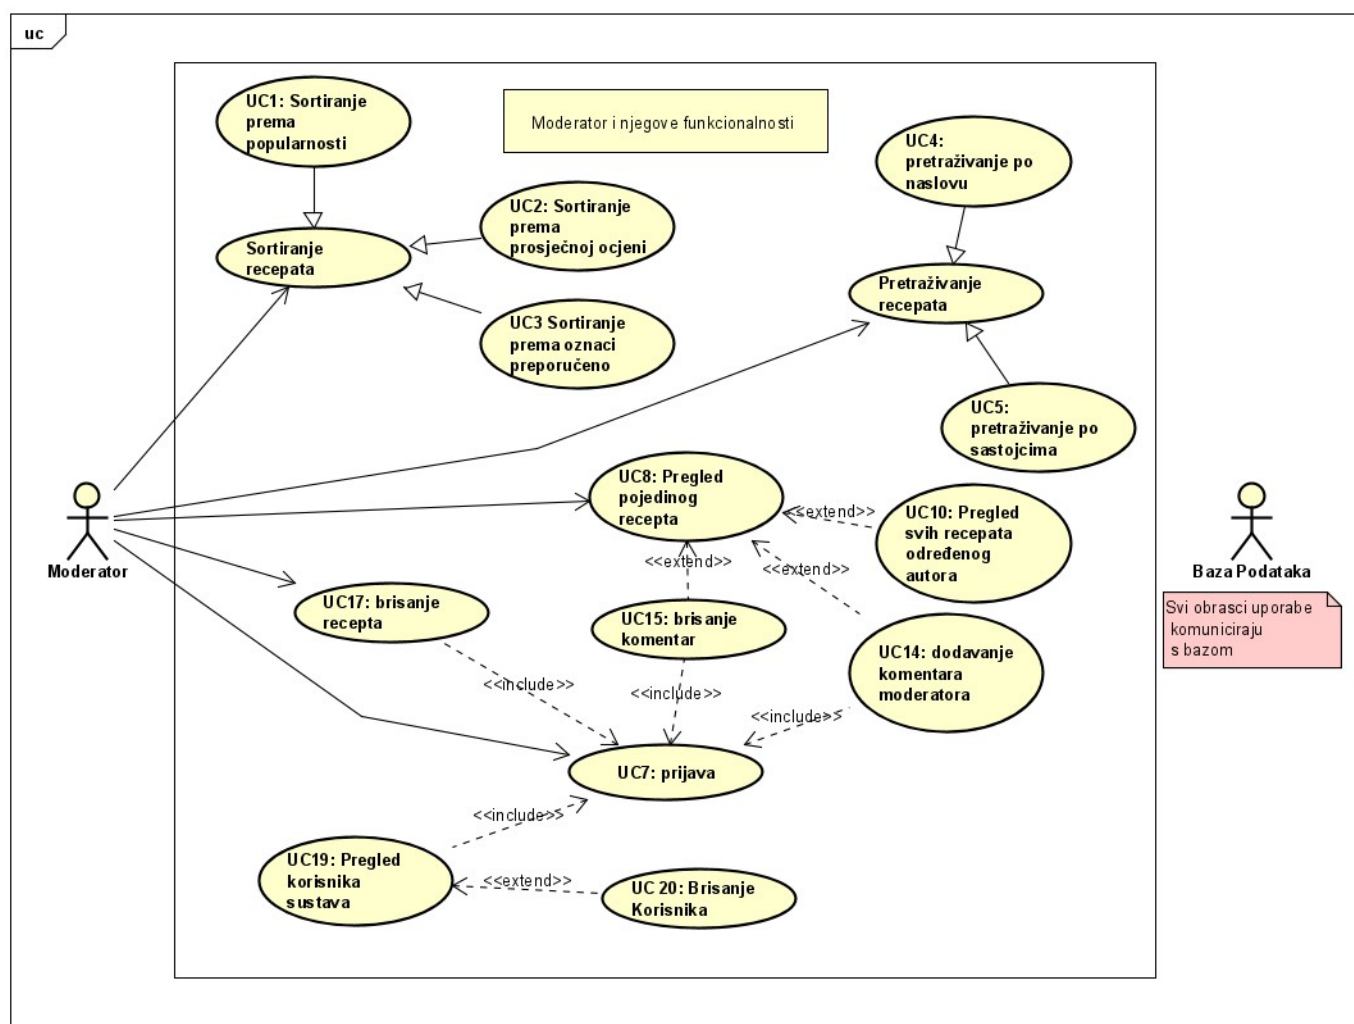 uc
UC1: Sortiranje
prema
popularnosti
Moderator i njegove funkcionalnosti
UC4:
pretraživanje po
naslovu
UC2: Sortiranje
prema
prosječnoj ocjeni
Sortiranje
recepata
Pretraživanje
recepata
UC3 Sortiranje
prema oznaci
preporučeno
UC5:
pretraživanje po
sastojcima
UC8: Pregled
pojedinog
recepta
<<extend>>
UC10: Pregled
svih recepata
određenog
autora
Moderator
Baza Podataka
<<extend>>
<<extend>>
Svi obrasci uporabe
komuniciraju
s bazom
UC17: brisanje
recepta
UC15: brisanje
komentar
UC14: dodavanje
komentara
moderatora
<<include>>
<<include>>
<<include>>
UC7: prijava
<<include>>
UC19: Pregled
korisnika
sustava
<<extend>>
UC 20: Brisanje
Korisnika